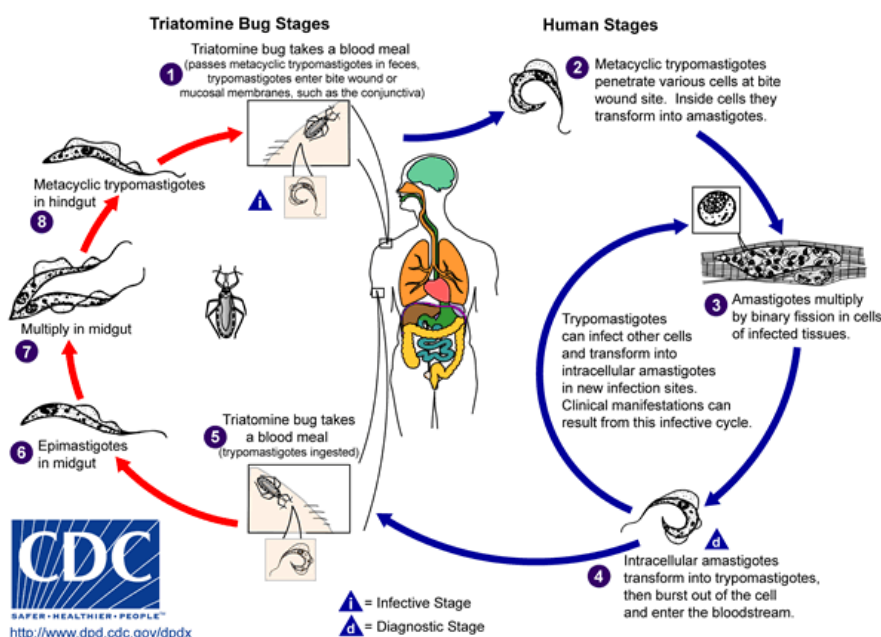 Triatomine Bug Stages
Human Stages
Triatomine bug takes a blood meal
(passes metacyclic trypomastigotes in feces,
trypomastigotes enter bite wound or
mucosal membranes, such as the conjunctiva)
1
i
2
Metacyclic trypomastigotes
penetrate various cells at bite
wound site. Inside cells they
transform into amastigotes.
3
Amastigotes multiply
by binary fission in cells
of infected tissues.
Trypomastigotes
can infect other cells
and transform into
intracellular amastigotes
in new infection sites.
Clinical manifestations can
result from this infective cycle.
d
4
Intracellular amastigotes
transform into trypomastigotes,
then burst out of the cell
and enter the bloodstream.
5
Triatomine bug takes
a blood meal
(trypomastigotes ingested)
6
Epimastigotes
in midgut
Multiply in midgut
7
Metacyclic trypomastigotes
in hindgut
8
i = Infective Stage
d = Diagnostic Stage
CDC
SAFER • HEALTHIER • PEOPLE™
http://www.dpd.cdc.gov/dpdx